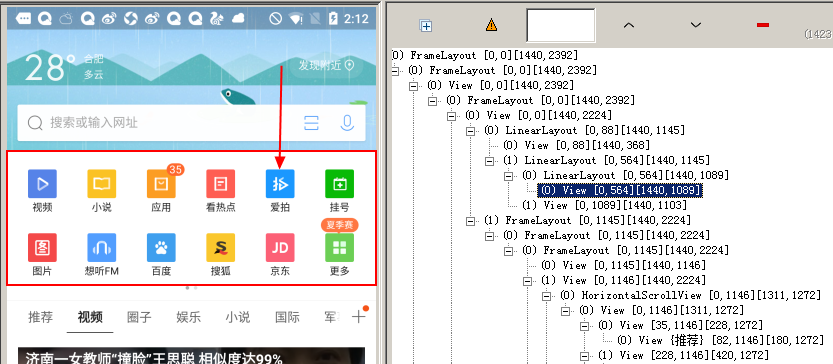 2:12
28°
合肥
多云
发现附近
搜索或输入网址
35
视频 小说 应用 看热点 爱拍 挂号
夏季赛
JD
图片 想听FM 百度 搜狐 京东 更多
推荐 视频 圈子 娱乐 小说 国际 军
济南一女教师“撞脸”王思聪 相似度达99%
(1423
(0) FrameLayout [0,0][1440,2392]
(0) FrameLayout [0,0][1440,2392]
(0) View [0,0][1440,2392]
(0) FrameLayout [0,0][1440,2392]
(0) View [0,0][1440,2224]
(0) LinearLayout [0,88][1440,1145]
(0) View [0,88][1440,368]
(1) LinearLayout [0,564][1440,1145]
(0) LinearLayout [0,564][1440,1089]
(0) View [0,564][1440,1089]
(1) View [0,1089][1440,1103]
(1) FrameLayout [0,1145][1440,2224]
(0) FrameLayout [0,1145][1440,2224]
(0) FrameLayout [0,1145][1440,2224]
(0) View [0,1145][1440,1146]
(1) View [0,1146][1440,2224]
(0) HorizontalScrollView [0,1146][1311,1272]
(0) View [0,1146][1311,1272]
(0) View [35,1146][228,1272]
(0) View {推荐} [82,1146][180,1272]
(1) View [228,1146][420,1272]